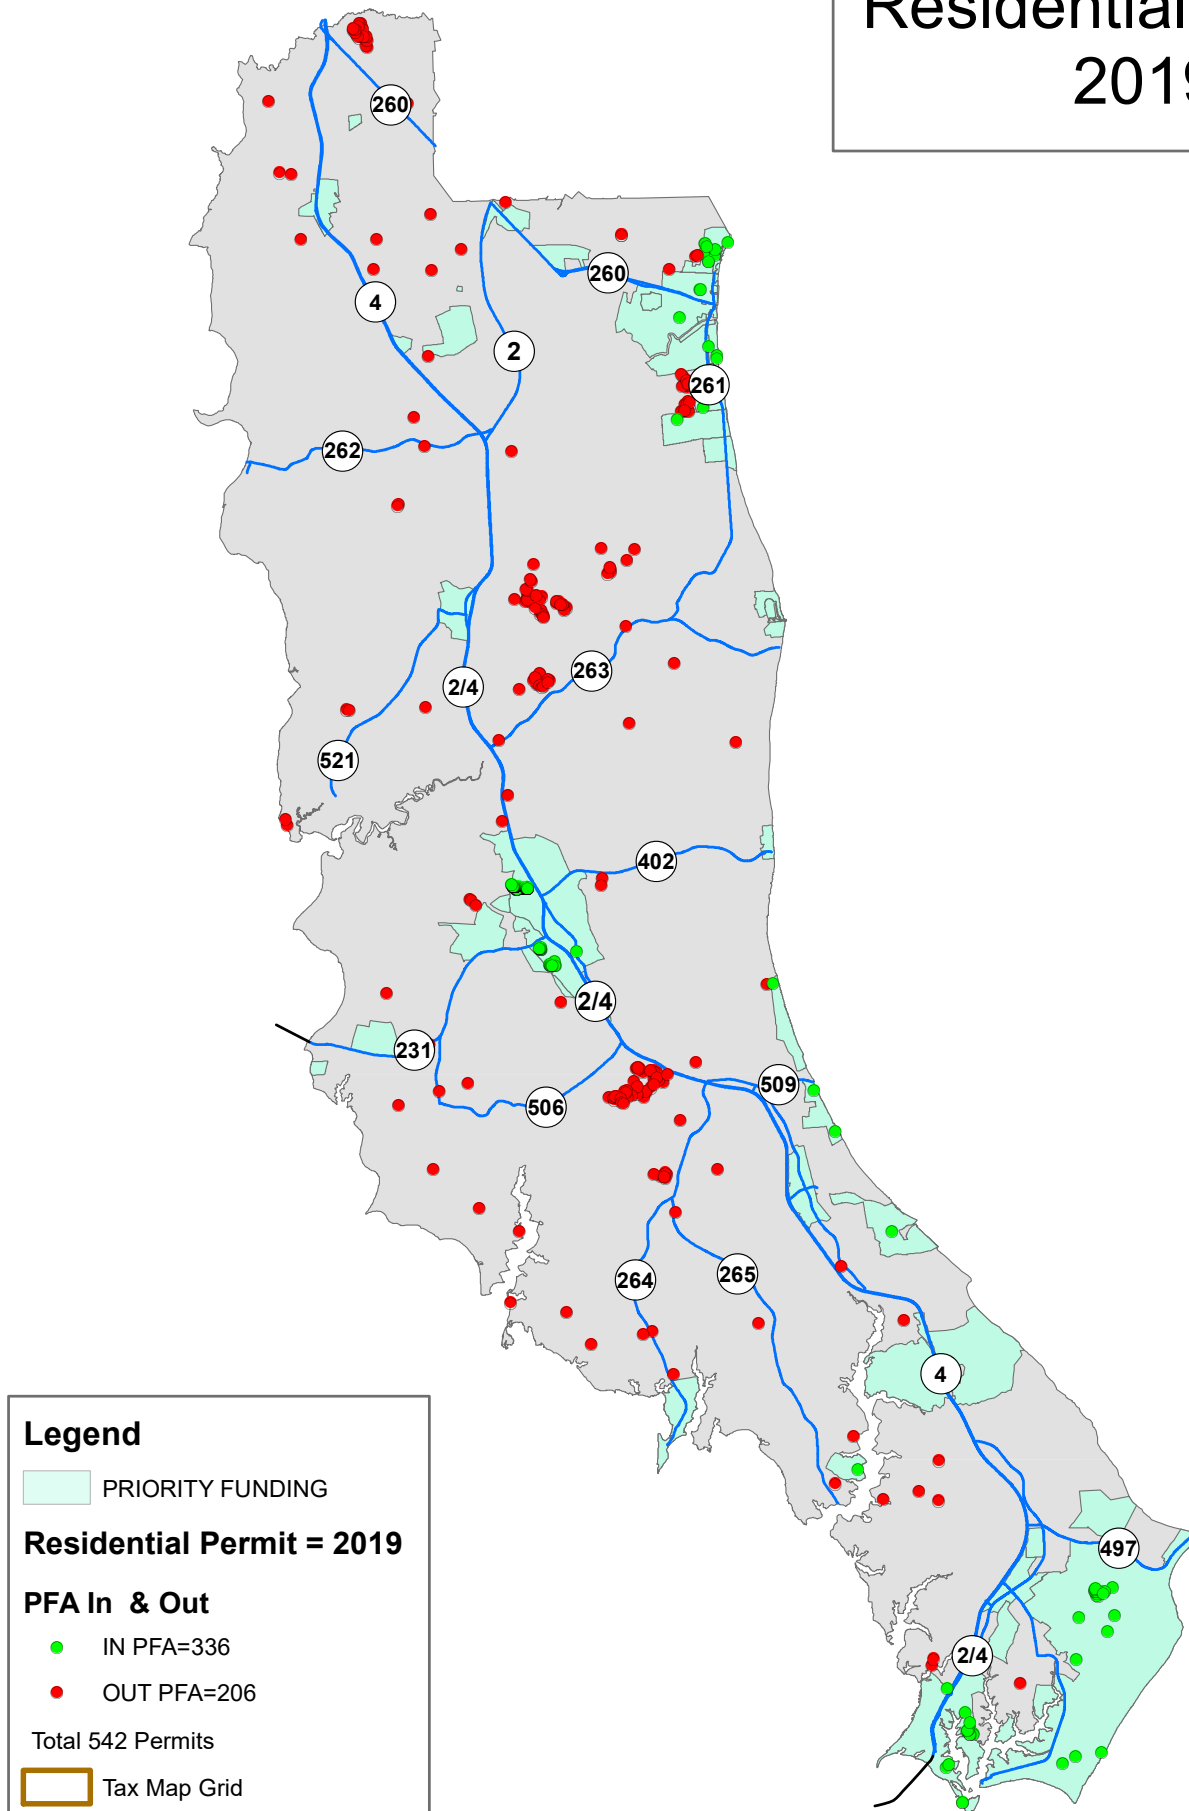 Residential
2019
260
260
4
2
261
262
263
2/4
521
402
2/4
231
509
506
264
265
4
497
2/4
Legend
PRIORITY FUNDING
Residential Permit = 2019
PFA In & Out
IN PFA=336
OUT PFA=206
Total 542 Permits
Tax Map Grid